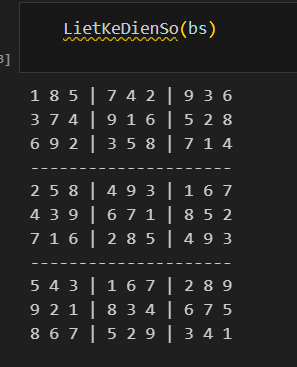 LietKeDienSo(bs)
3]
1 8 5 | 7 4 2 | 9 3 6
3 7 4 | 9 1 6 | 5 2 8
6 9 2 | 3 5 8 | 7 1 4
---------------------
2 5 8 | 4 9 3 | 1 6 7
4 3 9 | 6 7 1 | 8 5 2
7 1 6 | 2 8 5 | 4 9 3
---------------------
5 4 3 | 1 6 7 | 2 8 9
9 2 1 | 8 3 4 | 6 7 5
8 6 7 | 5 2 9 | 3 4 1